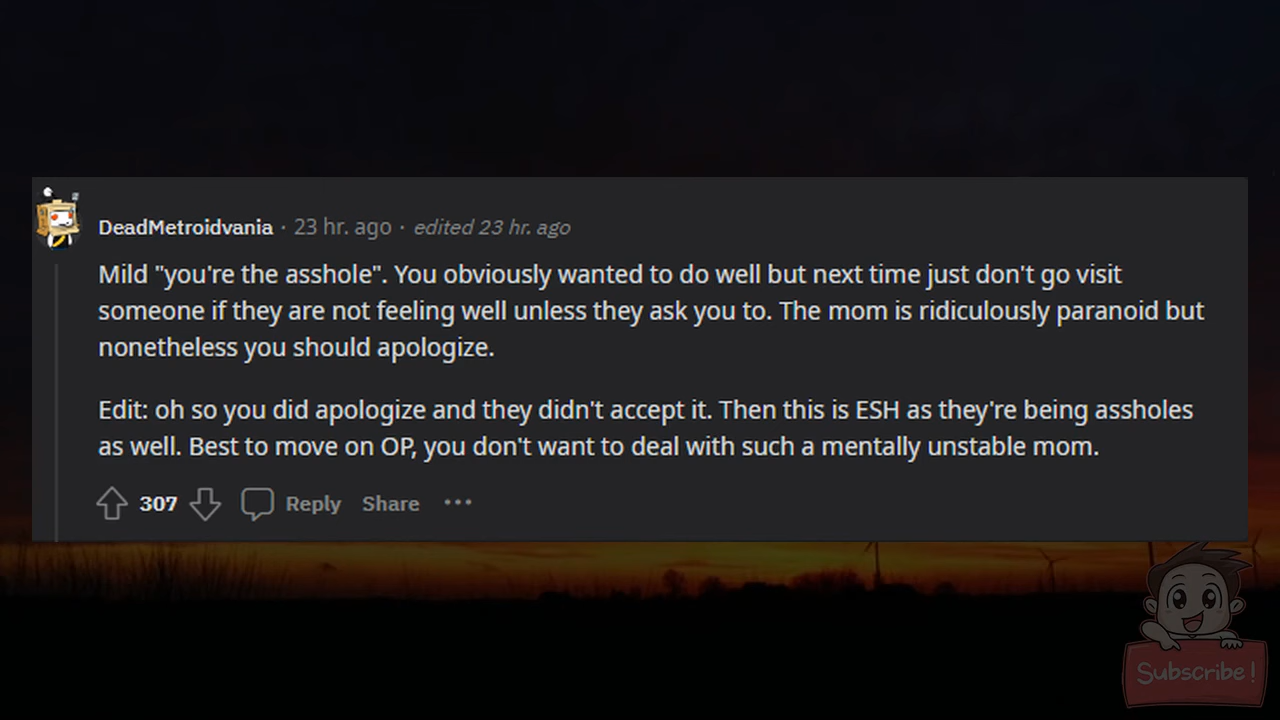 DeadMetroidvania · 23 hr. ago · edited 23 hr. ago
Mild "you're the asshole". You obviously wanted to do well but next time just don't go visit
someone if they are not feeling well unless they ask you to. The mom is ridiculously paranoid but
nonetheless you should apologize.
Edit: oh so you did apologize and they didn't accept it. Then this is ESH as they're being assholes
as well. Best to move on OP, you don't want to deal with such a mentally unstable mom.
307 Reply Share ···
Subscribe!